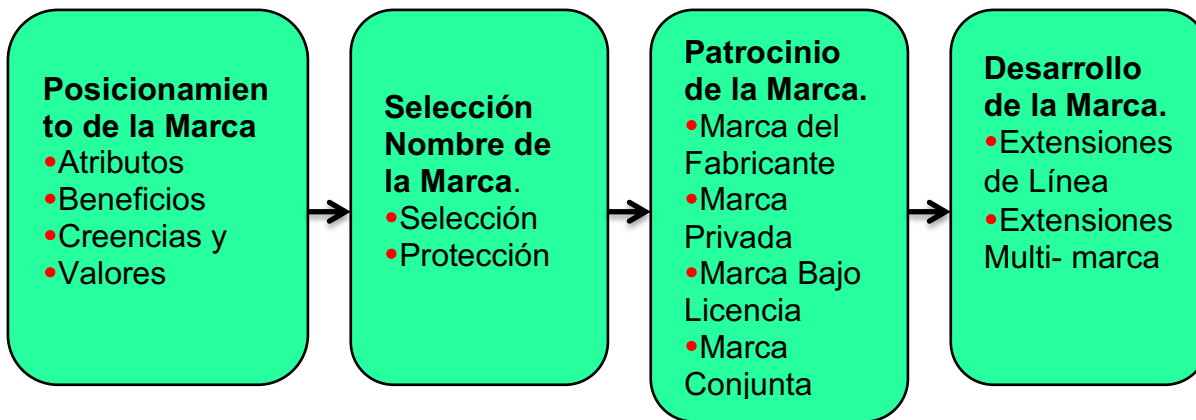 Posicionamien
to de la Marca
•Atributos
•Beneficios
•Creencias y
•Valores
Selección
Nombre de
la Marca.
•Selección
•Protección
Patrocinio
de la Marca.
•Marca del
Fabricante
•Marca
Privada
•Marca Bajo
Licencia
•Marca
Conjunta
Desarrollo
de la Marca.
•Extensiones
de Línea
•Extensiones
Multi- marca